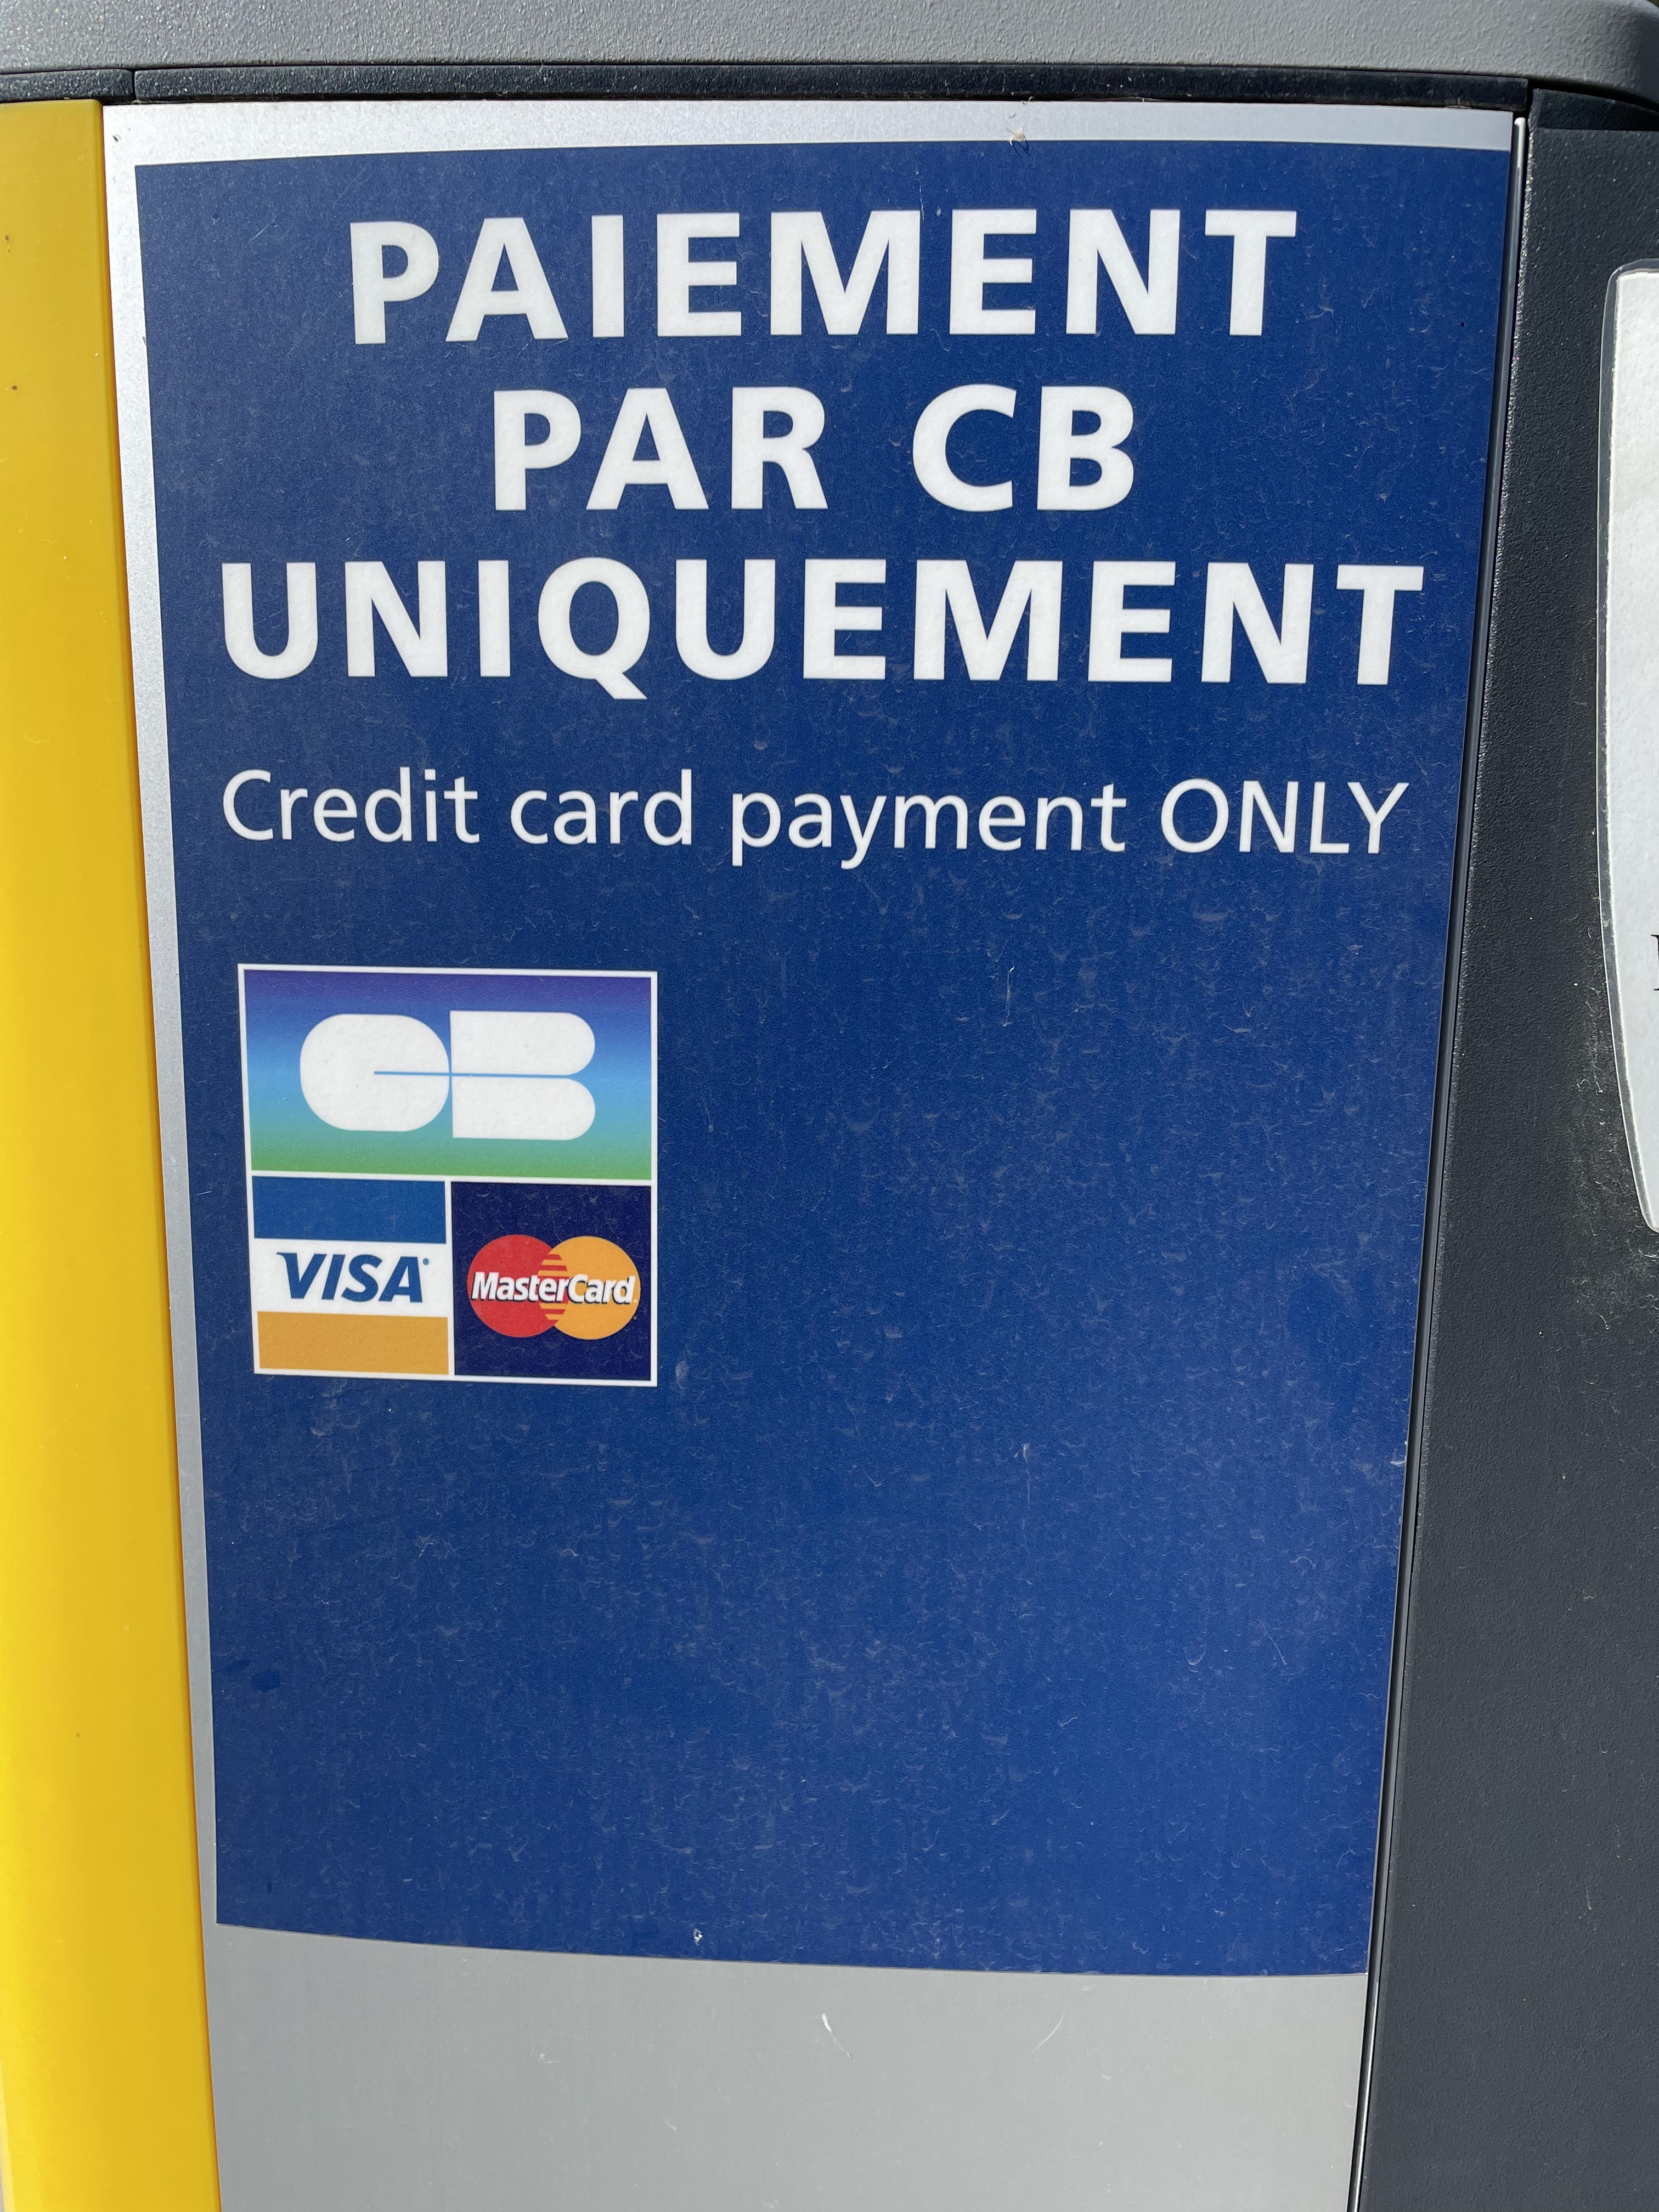 PAIEMENT
PAR CB
UNIQUEMENT
Credit card payment ONLY
CB
VISA
MasterCard